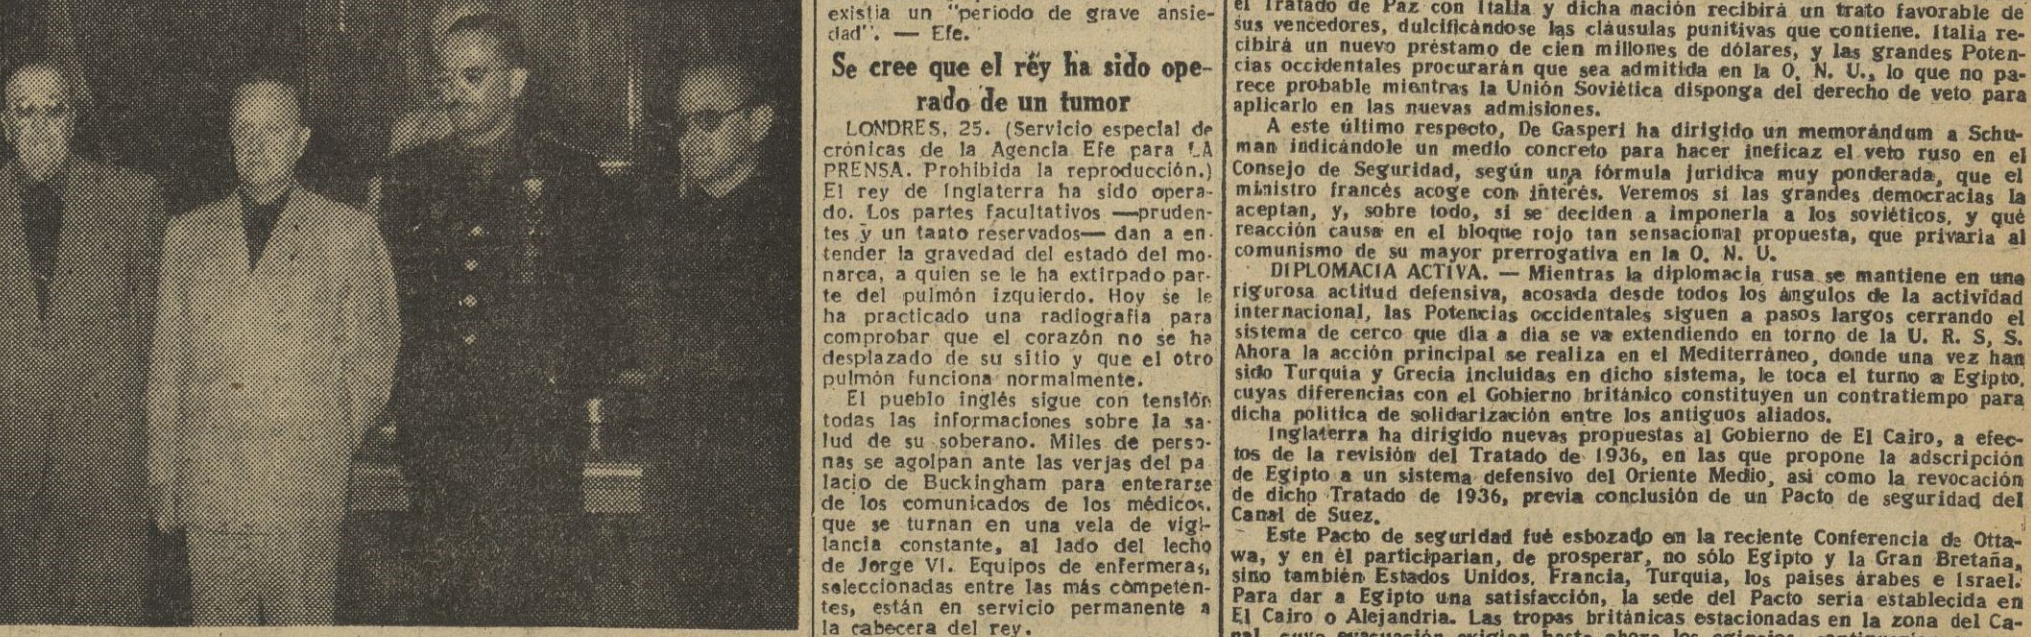 existia un "periodo de grave ansie-
dad". — Efe.
Se cree que el rey ha sido ope-
rado de un tumor
LONDRES, 25. (Servicio especial de
crónicas de la Agencia Efe para LA
PRENSA. Prohibida la reproducción.)
El rey de Inglaterra ha sido opera-
do. Los partes facultativos —pruden-
tes y un tanto reservados— dan a en-
tender la gravedad del estado del mo-
narca, a quien se le ha extirpado par-
te del pulmón izquierdo. Hoy se le
ha practicado una radiografía para
comprobar que el corazón no se ha
desplazado de su sitio y que el otro
pulmón funciona normalmente.
El pueblo inglés sigue con tensión
todas las informaciones sobre la sa-
lud de su soberano. Miles de perso-
nas se agolpan ante las verjas del pa
lacio de Buckingham para enterarse
de los comunicados de los médicos.
que se turnan en una vela de vigi-
lancia constante, al lado del lecho
de Jorge VI. Equipos de enfermeras,
seleccionadas entre las más competen-
tes, están en servicio permanente a
la cabecera del rey.
el Tratado de Paz con Italia y dicha nación recibirá un trato favorable de
sus vencedores, dulcificándose las cláusulas punitivas que contiene. Italia re-
cibirá un nuevo préstamo de cien millones de dólares, y las grandes Poten-
cias occidentales procurarán que sea admitida en la O. N. U., lo que no pa-
rece probable mientras la Unión Soviética disponga del derecho de veto para
aplicarlo en las nuevas admisiones.
A este último respecto, De Gasperi ha dirigido un memorándum a Schu-
man indicándole un medio concreto para hacer ineficaz el veto ruso en el
Consejo de Seguridad, según una fórmula jurídica muy ponderada, que el
ministro francés acoge con interés. Veremos si las grandes democracias la
aceptan, y, sobre todo, si se deciden a imponerla a los soviéticos, y qué
reacción causa en el bloque rojo tan sensacional propuesta, que privaria al
comunismo de su mayor prerrogativa en la O. N. U.
DIPLOMACIA ACTIVA. — Mientras la diplomacia rusa se mantiene en una
rigurosa actitud defensiva, acosada desde todos los ángulos de la actividad
internacional, las Potencias occidentales siguen a pasos largos cerrando el
sistema de cerco que día a día se va extendiendo en torno de la U. R. S. S.
Ahora la acción principal se realiza en el Mediterráneo, donde una vez han
sido Turquia y Grecia incluidas en dicho sistema, le toca el turno a Egipto,
cuyas diferencias con el Gobierno británico constituyen un contratiempo para
dicha política de solidarización entre los antiguos aliados.
Inglaterra ha dirigido nuevas propuestas al Gobierno de El Cairo, a efec-
tos de la revisión del Tratado de 1936, en las que propone la adscripción
de Egipto a un sistema defensivo del Oriente Medio, así como la revocación
de dicho Tratado de 1936, previa conclusión de un Pacto de seguridad del
Canal de Suez.
Este Pacto de seguridad fué esbozado en la reciente Conferencia de Otta-
wa, y en él participarian, de prosperar, no sólo Egipto y la Gran Bretaña,
sino también Estados Unidos, Francia, Turquia, los paises árabes e Israel.
Para dar a Egipto una satisfacción, la sede del Pacto seria establecida en
El Cairo o Alejandria. Las tropas británicas estacionadas en la zona del Ca-